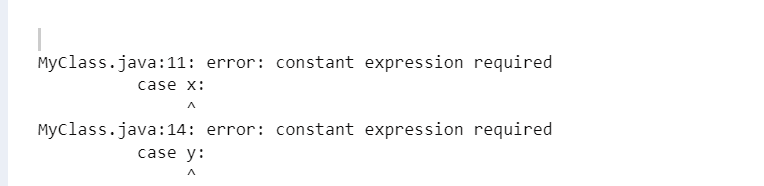 MyClass.java:11: error: constant expression required
case x:
^
MyClass.java:14: error: constant expression required
case y:
^